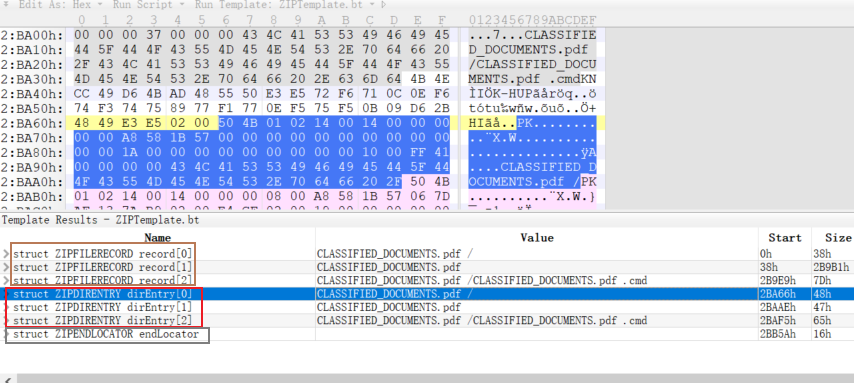 Edit As: Hex Run Script Run Template: ZIPTemplate.bt
0 1 2 3 4 5 6 7 8 9 A B C D E F 0123456789ABCDEF
2:BA00h: 00 00 00 37 00 00 00 43 4C 41 53 53 49 46 49 45 ...7...CLASSIFIE
2:BA10h: 44 5F 44 4F 43 55 4D 45 4E 54 53 2E 70 64 66 20 D_DOCUMENTS.pdf
2:BA20h: 2F 43 4C 41 53 53 49 46 49 45 44 5F 44 4F 43 55 /CLASSIFIED_DOCU
2:BA30h: 4D 45 4E 54 53 2E 70 64 66 20 2E 63 6D 64 4B 4E MENTS.pdf .cmdKN
2:BA40h: CC 49 D6 4B AD 48 55 50 E3 E5 72 F6 71 0C 0E F6 ÌIÖK-HUPãåröq..ö
2:BA50h: 74 F3 74 75 89 77 F1 77 0E F5 75 F5 0B 09 D6 2B tótu‰wñw.õuõ..Ö+
2:BA60h: 48 49 E3 E5 02 00 50 4B 01 02 14 00 14 00 00 00 HIãå..PK........
2:BA70h: 00 00 A8 58 1B 57 00 00 00 00 00 00 00 00 00 00 ..¨X.W..........
2:BA80h: 00 00 1A 00 00 00 00 00 00 00 00 00 10 00 FF 41 ..............ÿA
2:BA90h: 00 00 00 00 43 4C 41 53 53 49 46 49 45 44 5F 44 ....CLASSIFIED_D
2:BAA0h: 4F 43 55 4D 45 4E 54 53 2E 70 64 66 20 2F 50 4B OCUMENTS.pdf /PK
2:BAB0h: 01 02 14 00 14 00 00 00 08 00 A8 58 1B 57 06 7D ..........¨X.W.}
Template Results - ZIPTemplate.bt
Name Value Start Size
struct ZIPFILERECORD record[0] CLASSIFIED_DOCUMENTS.pdf / 0h 38h
struct ZIPFILERECORD record[1] CLASSIFIED_DOCUMENTS.pdf 38h 2B9B1h
struct ZIPFILERECORD record[2] CLASSIFIED_DOCUMENTS.pdf /CLASSIFIED_DOCUMENTS.pdf .cmd 2B9E9h 7Dh
struct ZIPDIRENTRY dirEntry[0] CLASSIFIED_DOCUMENTS.pdf / 2BA66h 48h
struct ZIPDIRENTRY dirEntry[1] CLASSIFIED_DOCUMENTS.pdf 2BAAEh 47h
struct ZIPDIRENTRY dirEntry[2] CLASSIFIED_DOCUMENTS.pdf /CLASSIFIED_DOCUMENTS.pdf .cmd 2BAF5h 65h
struct ZIPENDLOCATOR endLocator 2BB5Ah 16h